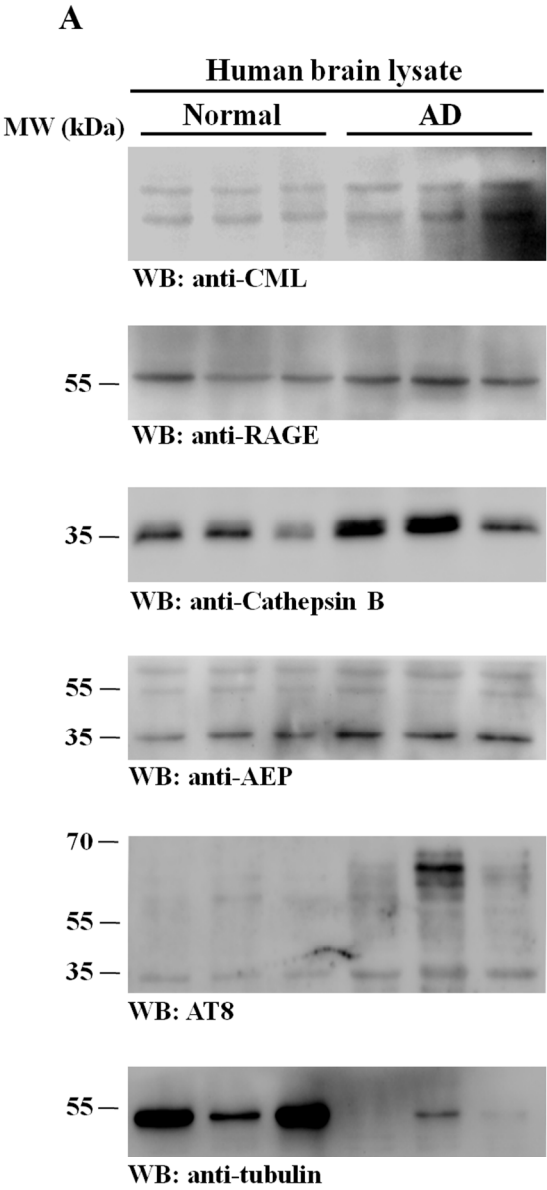 A
Human brain lysate
MW (kDa) Normal AD
WB: anti-CML
55
WB: anti-RAGE
35
WB: anti-Cathepsin B
55
35
WB: anti-AEP
70
55
35
WB: AT8
55
WB: anti-tubulin